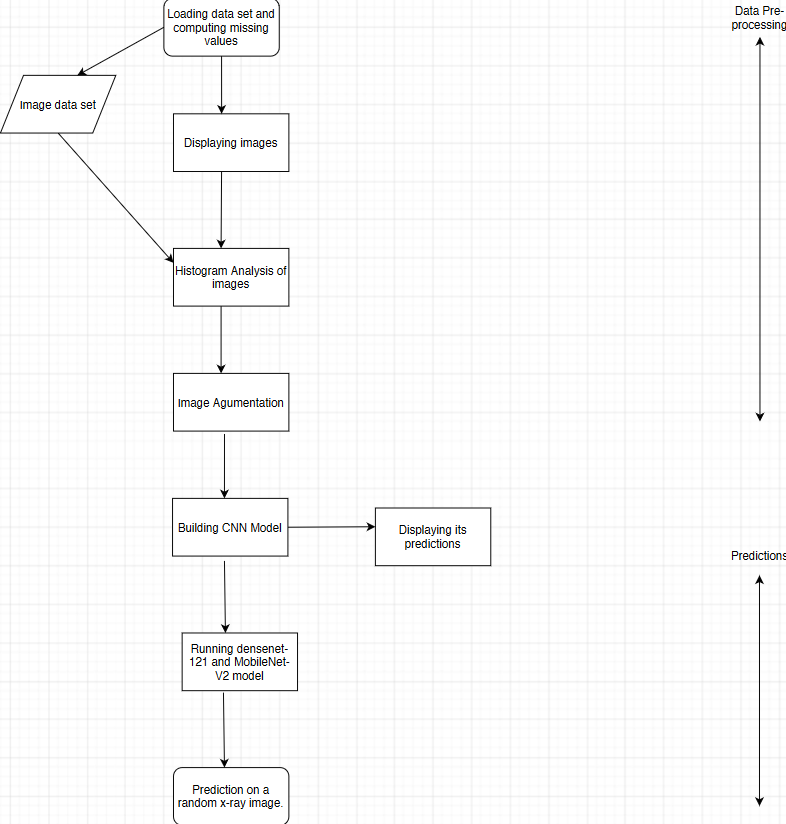 Loading data set and
computing missing
values
Data Pre-
processing
Image data set
Displaying images
Histogram Analysis of
images
Image Agumentation
Building CNN Model
Displaying its
predictions
Predictions
Running densenet-
121 and MobileNet-
V2 model
Prediction on a
random x-ray image.